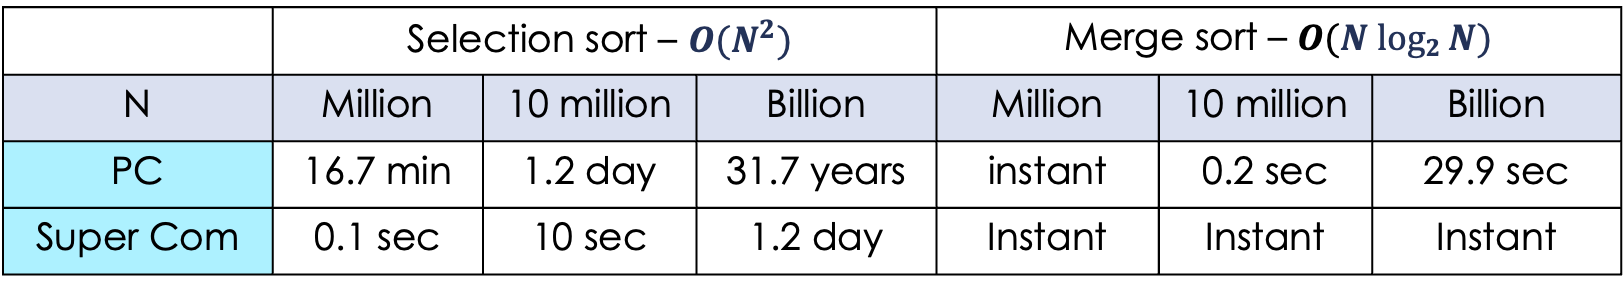 Selection sort – O(N²) Merge sort – O(N log₂ N)
N Million 10 million Billion Million 10 million Billion
PC 16.7 min 1.2 day 31.7 years instant 0.2 sec 29.9 sec
Super Com 0.1 sec 10 sec 1.2 day Instant Instant Instant